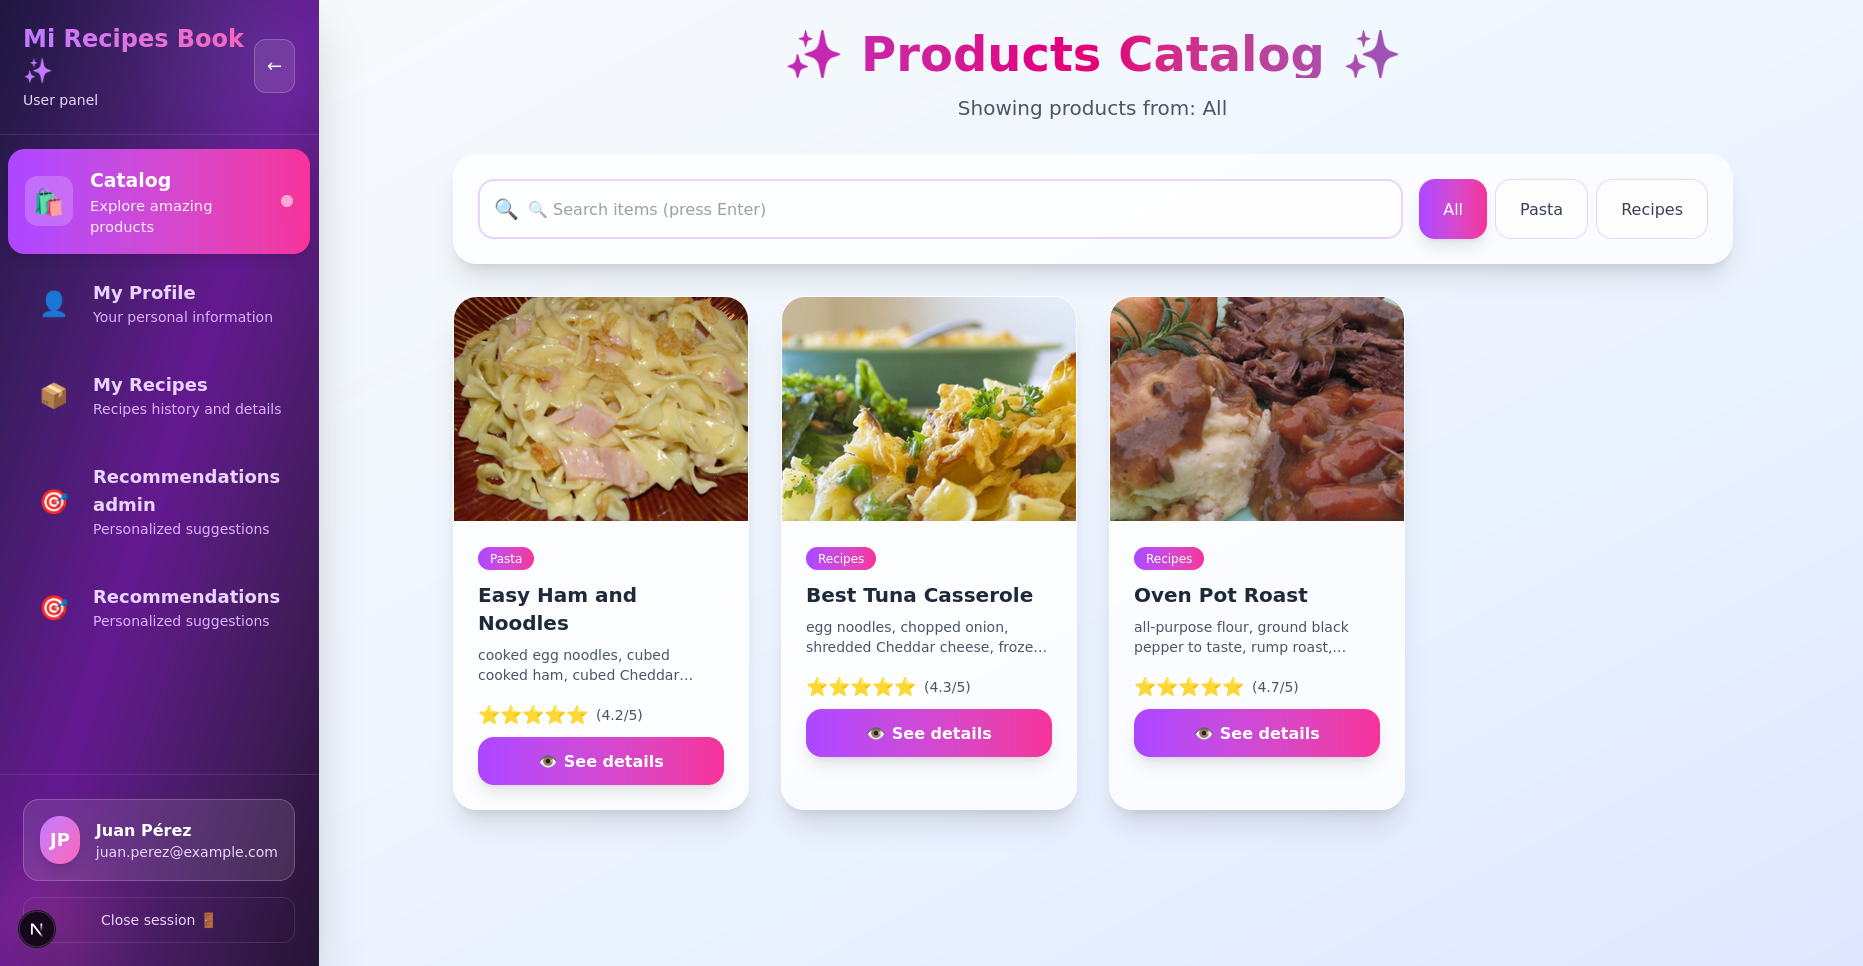 Mi Recipes Book
✨
User panel
←
🛍️
Catalog
Explore amazing
products
👤
My Profile
Your personal information
📦
My Recipes
Recipes history and details
🎯
Recommendations
admin
Personalized suggestions
🎯
Recommendations
Personalized suggestions
JP
Juan Pérez
juan.perez@example.com
Close session 🚪
N
✨ Products Catalog ✨
Showing products from: All
🔍 🔍 Search items (press Enter)
All
Pasta
Recipes
Pasta
Easy Ham and
Noodles
cooked egg noodles, cubed
cooked ham, cubed Cheddar...
⭐⭐⭐⭐⭐ (4.2/5)
👁️ See details
Recipes
Best Tuna Casserole
egg noodles, chopped onion,
shredded Cheddar cheese, froze...
⭐⭐⭐⭐⭐ (4.3/5)
👁️ See details
Recipes
Oven Pot Roast
all-purpose flour, ground black
pepper to taste, rump roast,...
⭐⭐⭐⭐⭐ (4.7/5)
👁️ See details